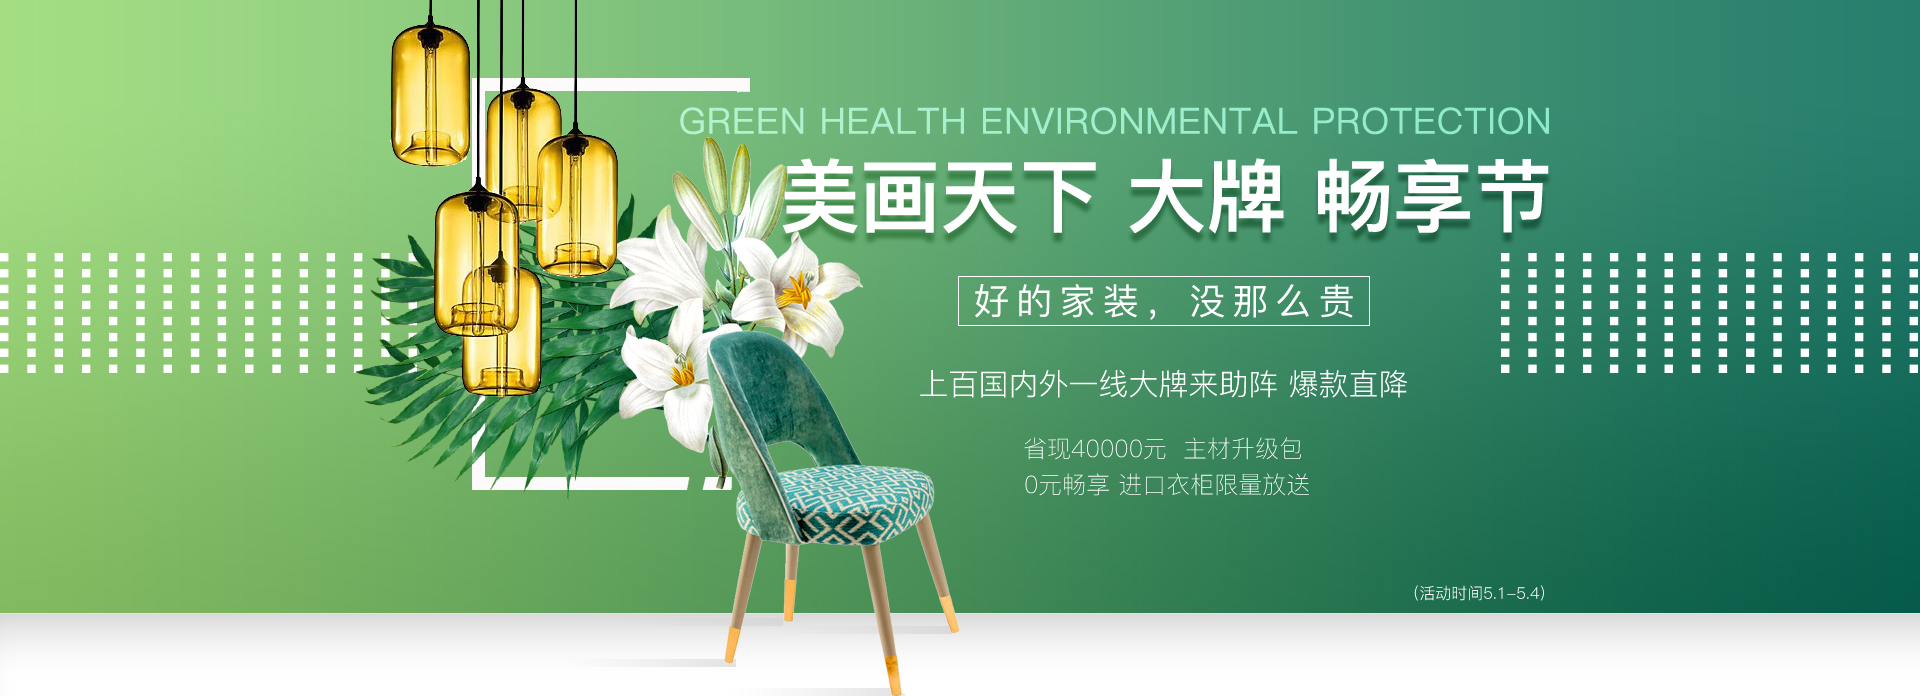 GREEN HEALTH ENVIRONMENTAL PROTECTION
美画天下 大牌 畅享节
好的家装，没那么贵
上百国内外一线大牌来助阵 爆款直降
省现40000元 主材升级包
0元畅享 进口衣柜限量放送
(活动时间5.1-5.4)